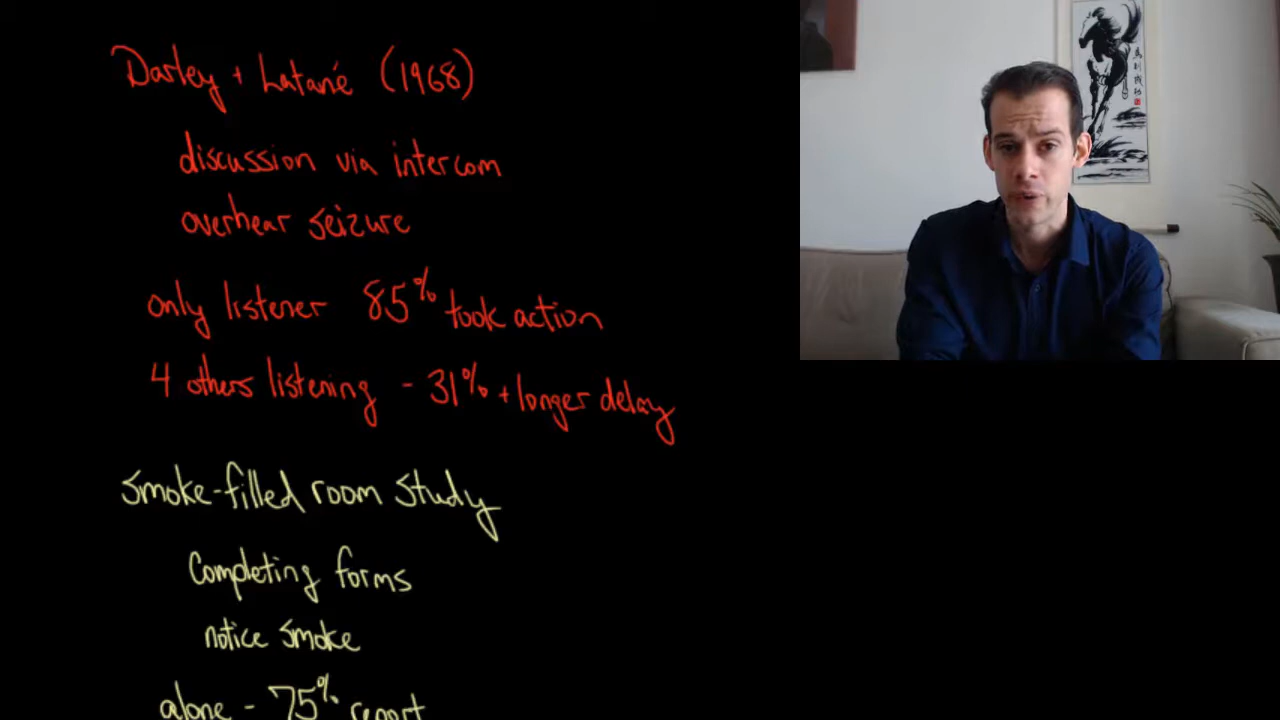 Darley + Latané (1968)
discussion via intercom
overhear seizure
only listener 85% took action
4 others listening - 31% + longer delay
smoke-filled room study
Completing forms
notice smoke
alone - 75% report